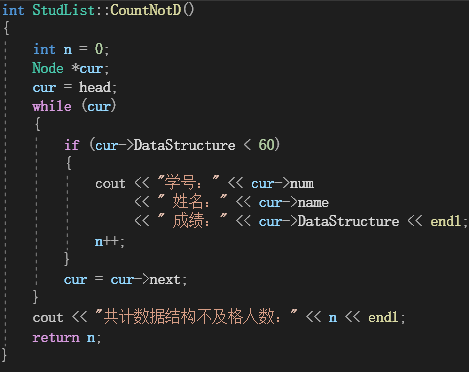 int StudList::CountNotD()
{
int n = 0;
Node *cur;
cur = head;
while (cur)
{
if (cur->DataStructure < 60)
{
cout << "学号：" << cur->num
<< " 姓名：" << cur->name
<< " 成绩：" << cur->DataStructure << endl;
n++;
}
cur = cur->next;
}
cout << "共计数据结构不及格人数：" << n << endl;
return n;
}